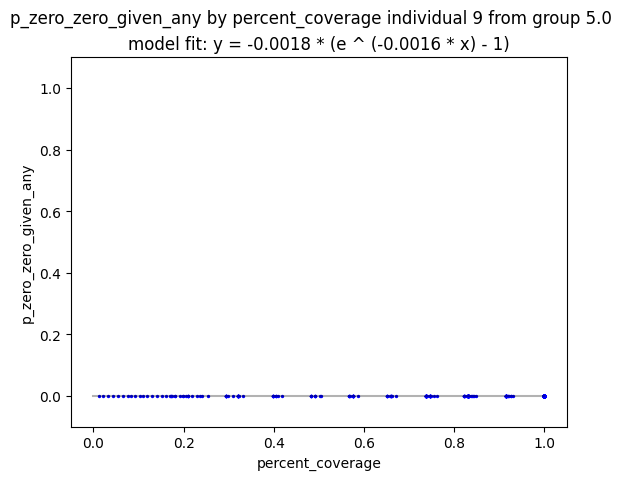 p_zero_zero_given_any by percent_coverage individual 9 from group 5.0
model fit: y = -0.0018 * (e ^ (-0.0016 * x) - 1)
1.0
0.8
0.6
0.4
0.2
0.0
p_zero_zero_given_any
0.0 0.2 0.4 0.6 0.8 1.0
percent_coverage